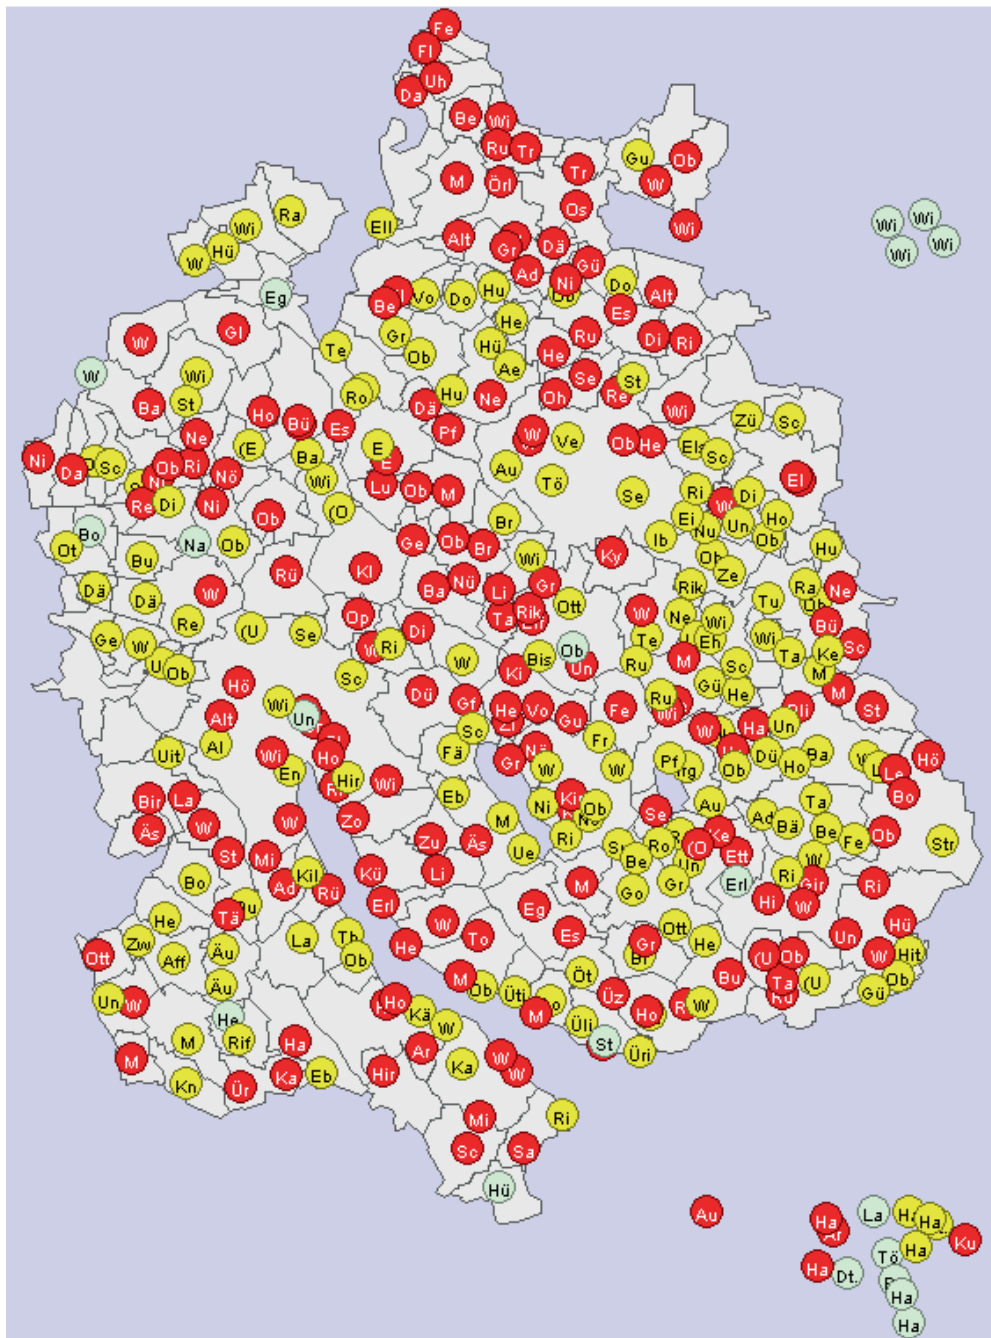 Fe
Fl
Uh
Da
Be
Wi
Ru
Tr
Gu
Ob
Tr
W
M
Örl
Os
Ra
Wi
Ell
Wi
Wi
Wi
Wi
Wi
Hü
W
Alt
Gr
Dä
Gü
Ad
Ni
Do
Eg
Be
Vo
Do
Hu
Alt
Es
He
Gl
W
Gr
Ru
Di
Ri
Te
Ob
Hü
He
Ae
W
Wi
Se
St
Ro
Hu
Ne
Oh
Re
Ba
St
Ho
Dä
Wi
Zü
Sc
Bü
Es
Pf
W
Ve
Ob
He
Els
Ne
(E
E
Sc
Ni
Da
Sc
Ob
Ri
Ba
Au
Nö
Wi
Lu
Ob
M
Tö
Se
Ri
Di
El
Re
Di
Ni
(O
W
Ob
Br
Ei
Nu
Un
Ho
Bo
Na
Ob
Ge
Ob
Br
Ib
Ob
Hu
Ot
Bu
Wi
Ky
Ob
Rü
Kl
Ze
Dä
Dä
W
Ba
Nü
Li
Gr
Rik
Ra
Ne
Op
Ta
Rik
Ott
W
Ne
Tu
Ob
Re
(U
Se
Di
Te
Wi
Bü
Ge
W
W
Ri
Ob
Eh
Wi
Sc
U
Ob
W
Bis
Un
Ru
M
Sc
Ta
Ke
M
Hö
Sc
Ki
Gü
He
M
Wi
Dü
Gf
He
Vo
Gu
Fe
Ru
Wi
St
Alt
Un
W
Ha
Un
Al
Sc
Fr
Uit
Wi
Ho
Fä
Gr
Nä
W
W
Pf
Ob
Dü
Ho
Ba
Le
Hö
En
Hir
Wi
Eb
Bir
La
Zo
M
Ni
Ob
Au
Ta
Bo
Äs
W
W
Zu
Äs
Ri
Se
Ro
Ke
Ad
Bä
Be
Fe
Ob
Str
St
Mi
Li
Ue
Be
(O
Ett
W
Bo
Ad
Kil
Rü
Kü
M
Go
Gr
Un
Erl
Ri
Gir
Ri
He
Tä
Erl
Eg
Hi
W
Zw
La
Th
He
W
To
Es
Gr
Ott
He
Un
Hü
Ott
Aff
Äu
Ob
(U
Ob
W
Hit
Un
W
Äu
M
Ob
Üti
Öt
Bu
Ta
(U
Gü
Ob
He
Ho
Kä
M
Üz
Ho
W
M
Rif
Ha
W
Üli
St
Üri
M
Ar
Ka
W
W
Kn
Ür
Ka
Eb
Hir
Mi
Ri
Sc
Sa
Hü
Au
Ha
La
Ha
Ku
Tö
Ha
Ha
Dt.
Ha
Ha